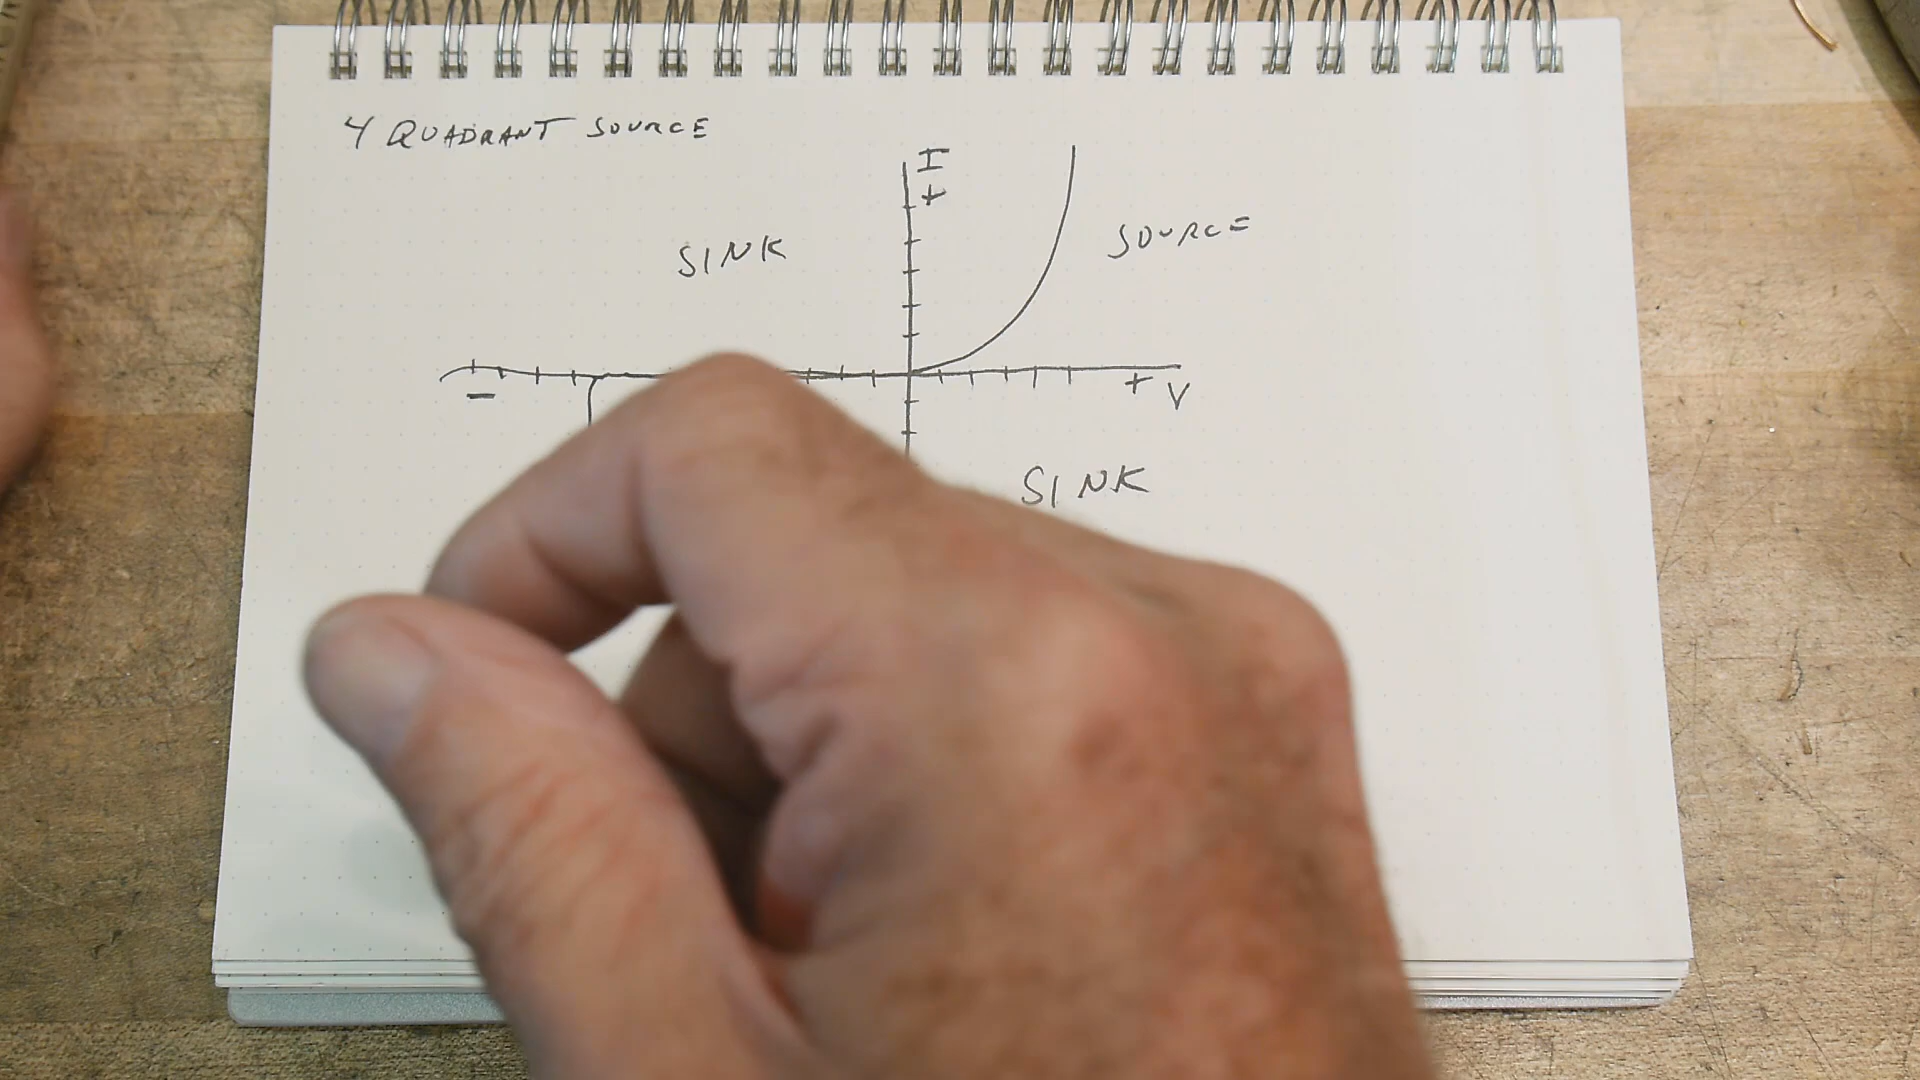 4 QUADRANT SOURCE
I
+
SINK
SOURCE
-
+
V
SINK